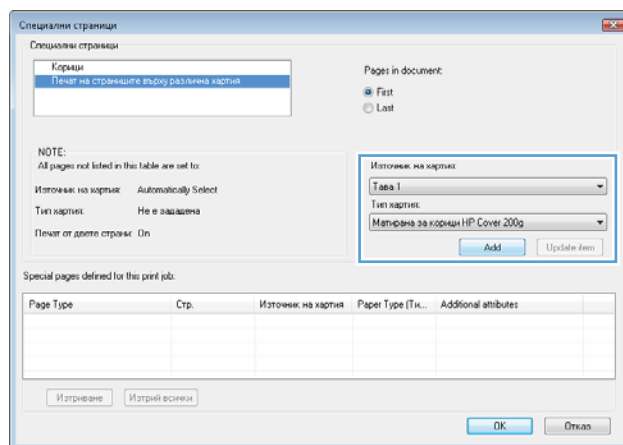 Специални страници
Специални страници
Корици
Печат на страниците върху различна хартия
Pages in document:
First
Last
NOTE:
All pages not listed in this table are set to:
Източник на хартия: Automatically Select
Тип хартия: Не е зададена
Печат от двете страни: On
Източник на хартия:
Тава 1
Тип хартия:
Матирана за корици HP Cover 200g
Add Update item
Special pages defined for this print job:
Page Type Стр. Източник на хартия Paper Type (Ти... Additional attributes
Изтриване Изтрий всички
OK Отказ